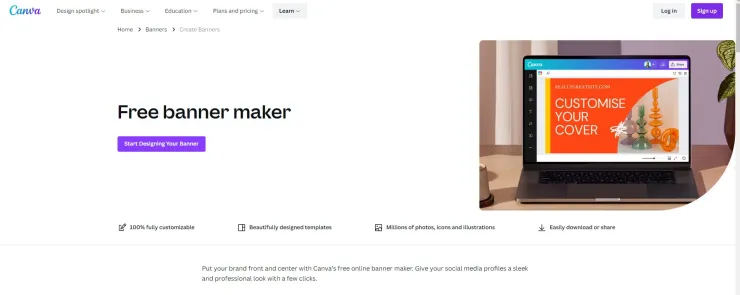 Canva
Design spotlight
Business
Education
Plans and pricing
Learn
Log in
Sign up
Home
Banners
Create Banners
Free banner maker
Start Designing Your Banner
Canva
Share
REALLYGREATSITE.COM
CUSTOMISE
YOUR
COVER
100% fully customizable
Beautifully designed templates
Millions of photos, icons and illustrations
Easily download or share
Put your brand front and center with Canva's free online banner maker. Give your social media profiles a sleek
and professional look with a few clicks.